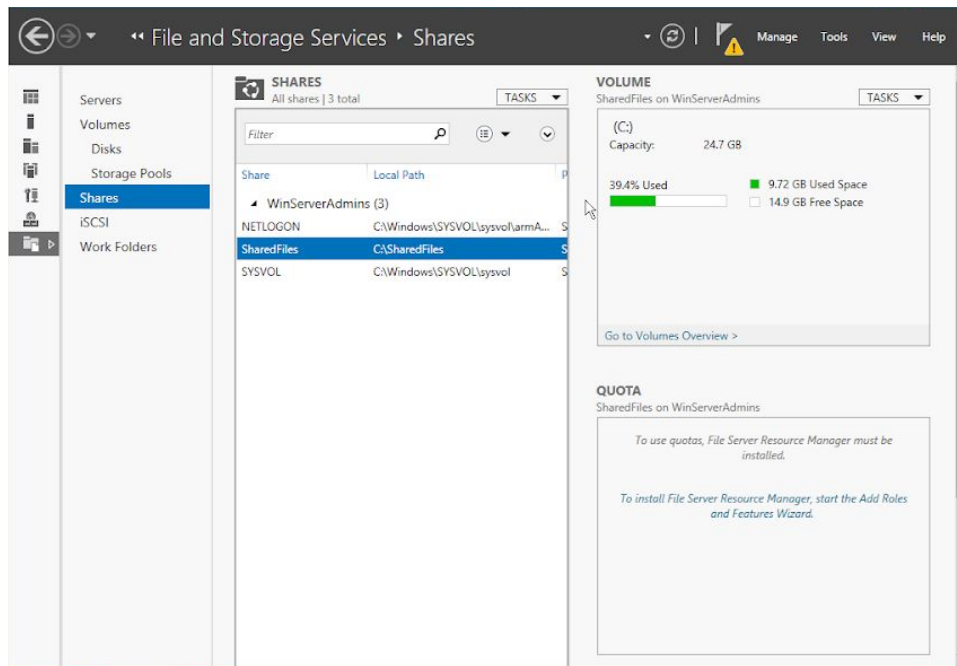 File and Storage Services • Shares
Manage Tools View Help
Servers
Volumes
Disks
Storage Pools
Shares
iSCSI
Work Folders
SHARES
All shares | 3 total
TASKS
Filter
Share Local Path P
WinServerAdmins (3)
NETLOGON C:\Windows\SYSVOL\sysvol\armA... S
SharedFiles C:\SharedFiles S
SYSVOL C:\Windows\SYSVOL\sysvol S
VOLUME
SharedFiles on WinServerAdmins
TASKS
(C:)
Capacity: 24.7 GB
39.4% Used
9.72 GB Used Space
14.9 GB Free Space
Go to Volumes Overview >
QUOTA
SharedFiles on WinServerAdmins
To use quotas, File Server Resource Manager must be
installed.
To install File Server Resource Manager, start the Add Roles
and Features Wizard.